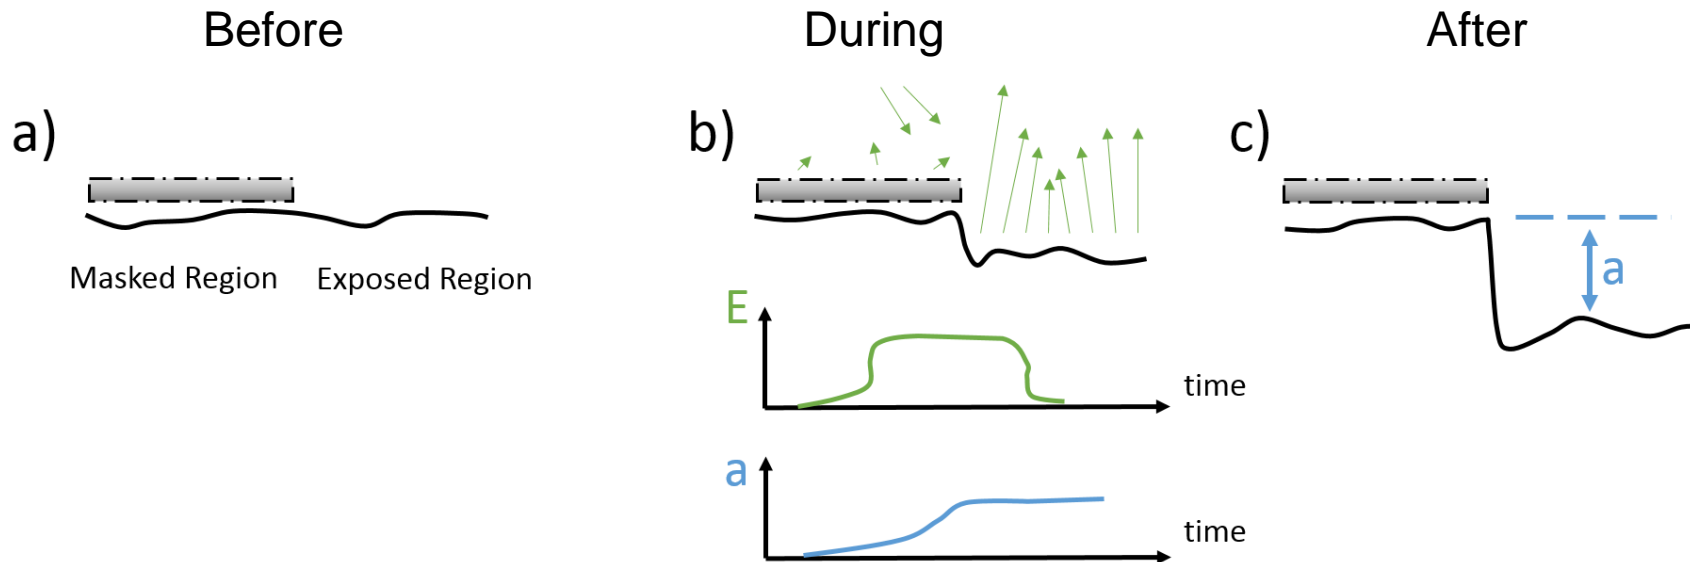 Before
During
After
a)
b)
c)
Masked Region
Exposed Region
a
E
time
a
time